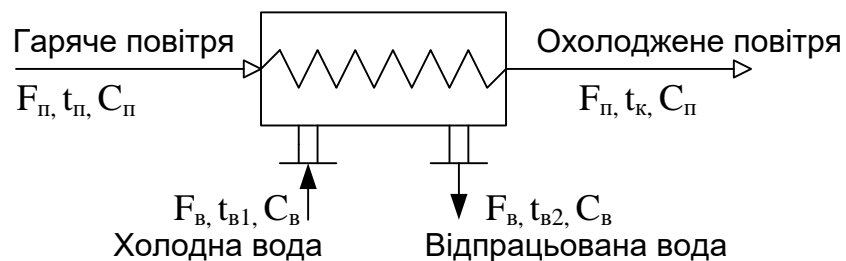 Гаряче повітря
Охолоджене повітря
Fп, tп, Cп
Fп, tк, Cп
Fв, tв1, Cв
Fв, tв2, Cв
Холодна вода
Відпрацьована вода